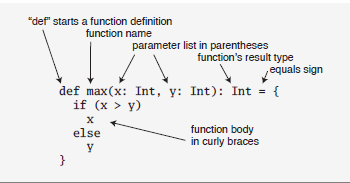 “def” starts a function definition
function name
parameter list in parentheses
function's result type
equals sign
def max(x: Int, y: Int): Int = {
if (x > y)
x
else
y
}
function body
in curly braces